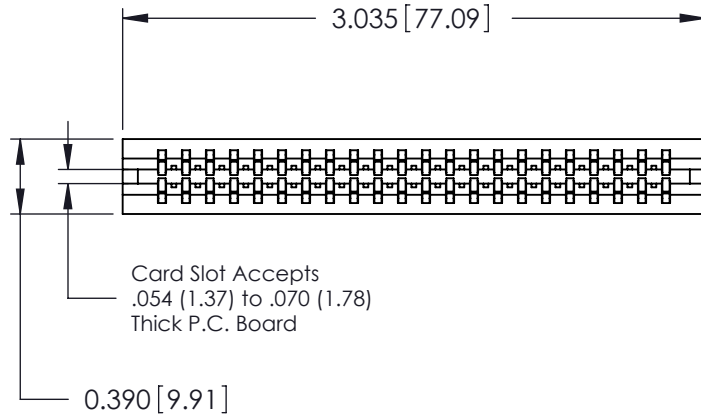 3.035[77.09]
Card Slot Accepts
.054 (1.37) to .070 (1.78)
Thick P.C. Board
0.390[9.91]